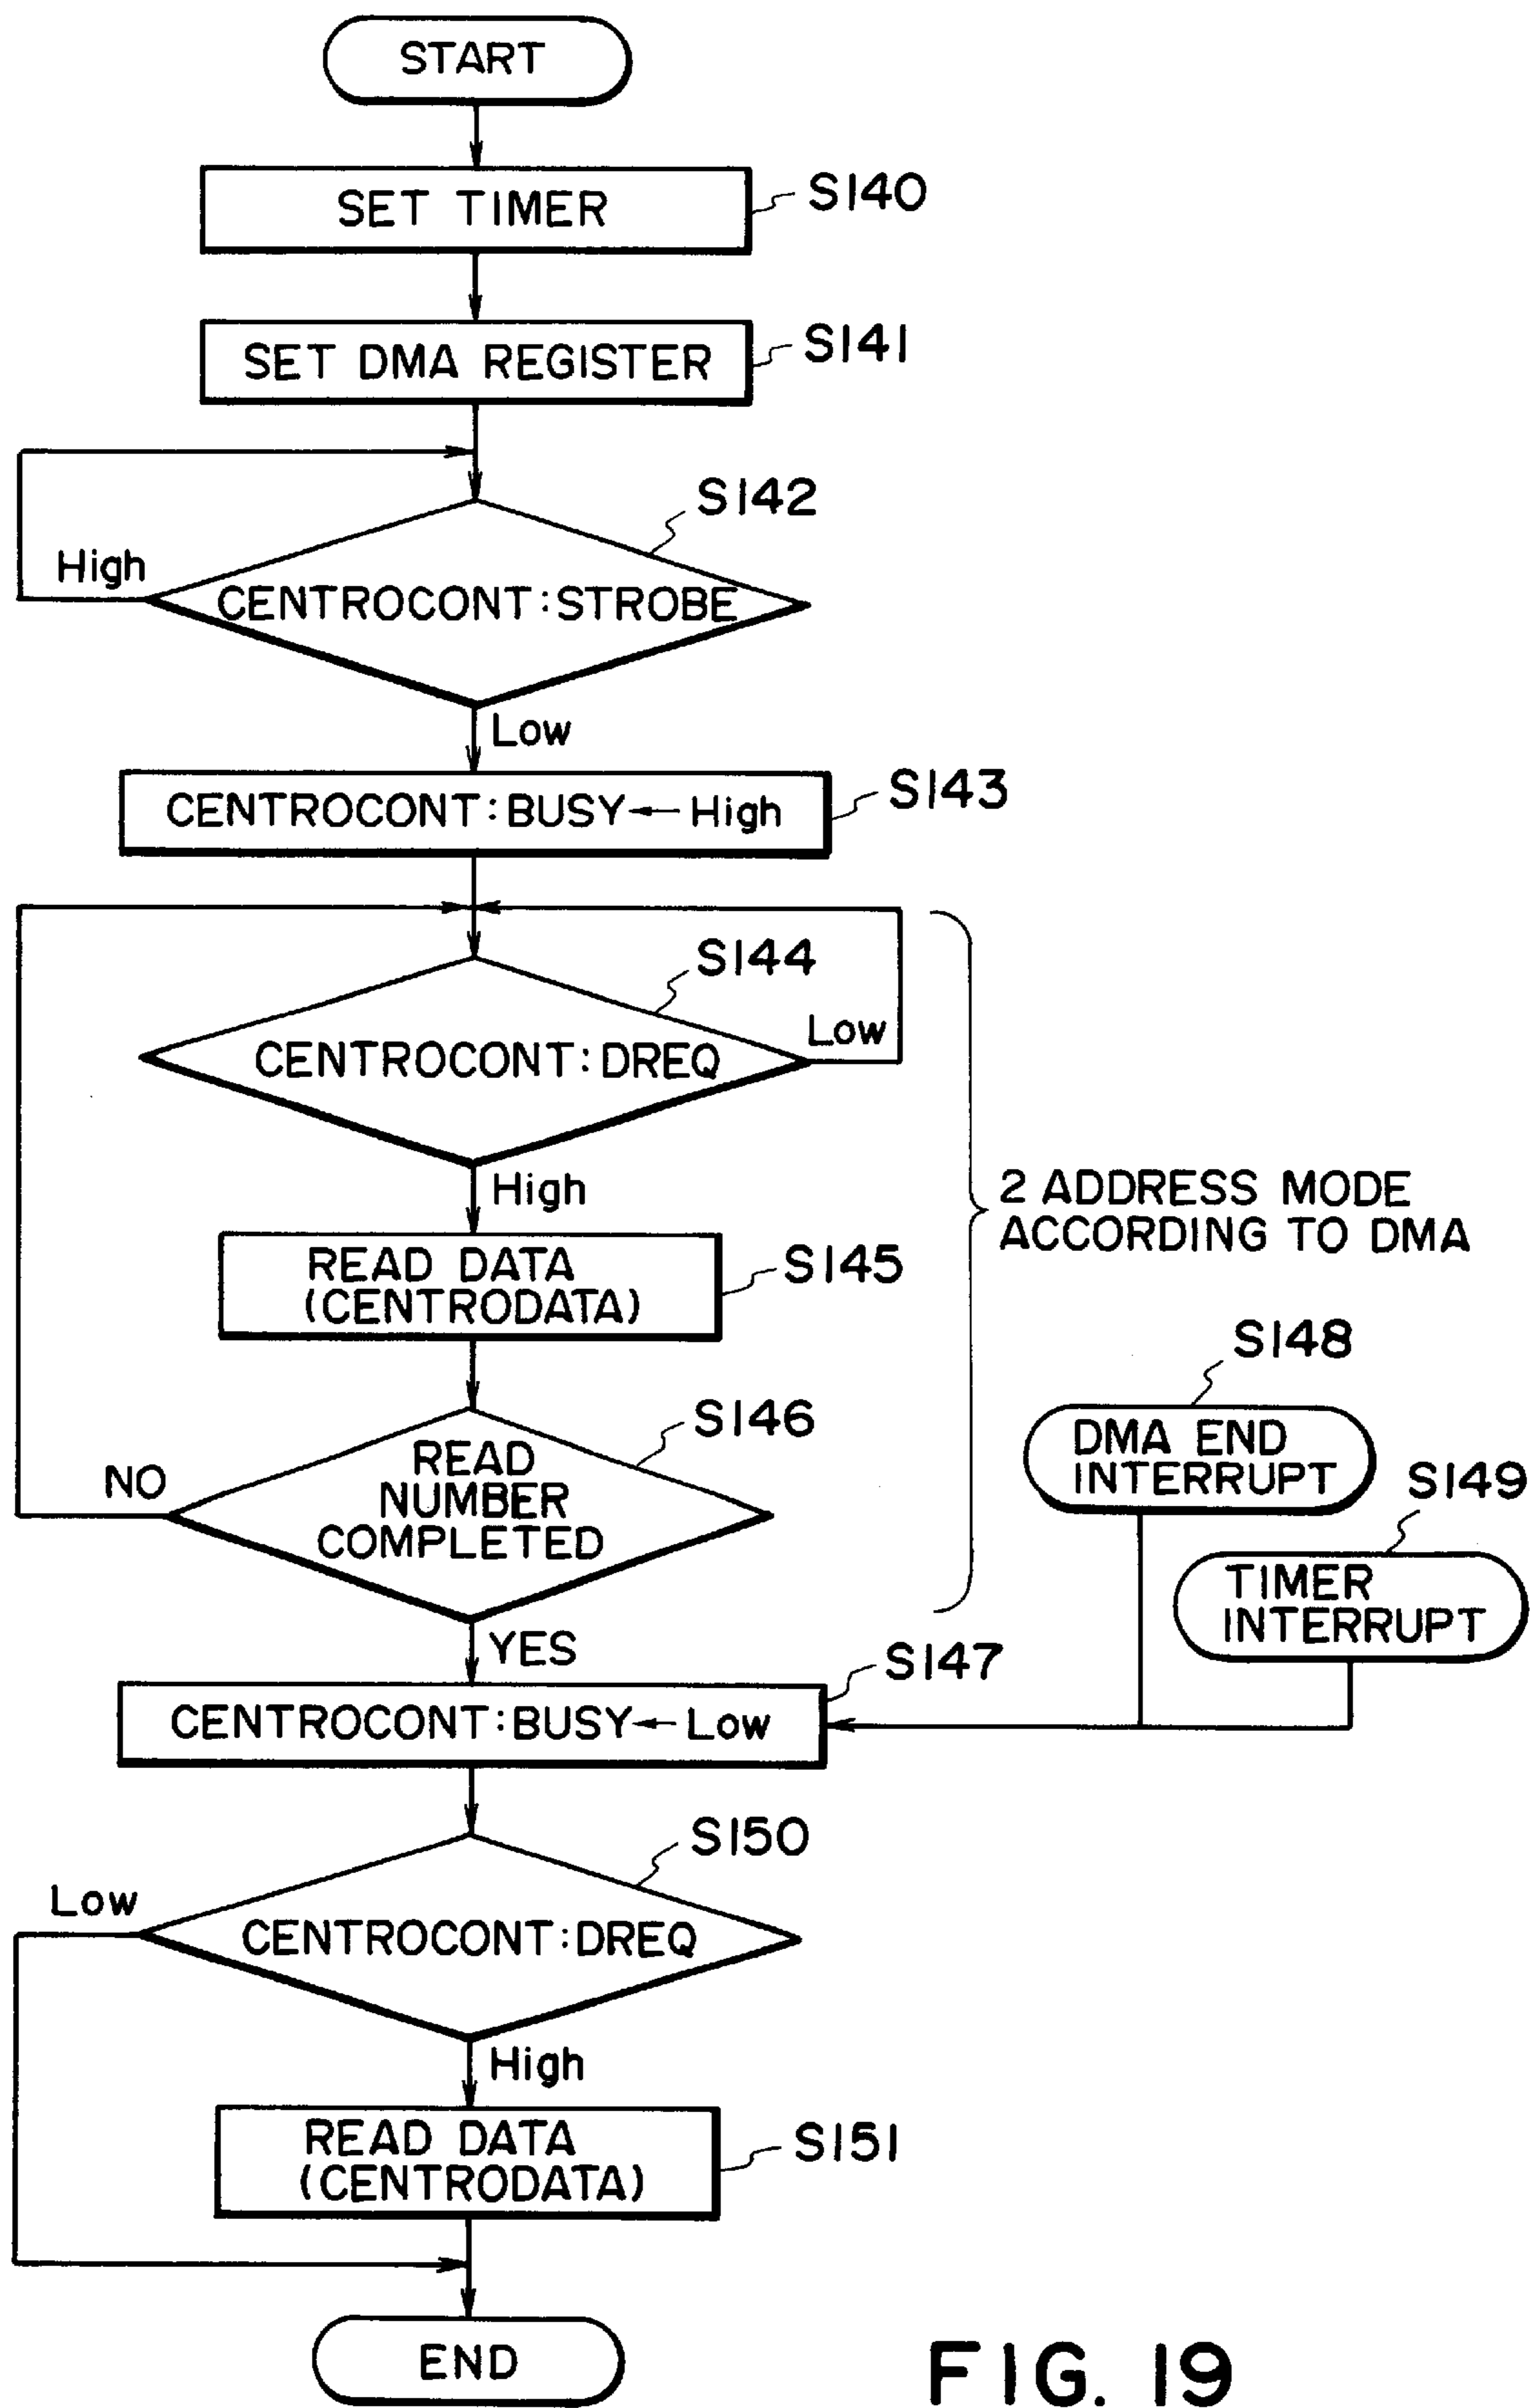 START
SET TIMER
S140
SET DMA REGISTER
S141
S142
High
CENTROCONT:STROBE
Low
CENTROCONT:BUSY←High
S143
S144
Low
CENTROCONT:DREQ
High
2 ADDRESS MODE
ACCORDING TO DMA
READ DATA
(CENTRODATA)
S145
S146
NO
READ
NUMBER
COMPLETED
S148
DMA END
INTERRUPT
S149
TIMER
INTERRUPT
YES
S147
CENTROCONT:BUSY←Low
S150
Low
CENTROCONT:DREQ
High
READ DATA
(CENTRODATA)
S151
END
FIG. 19